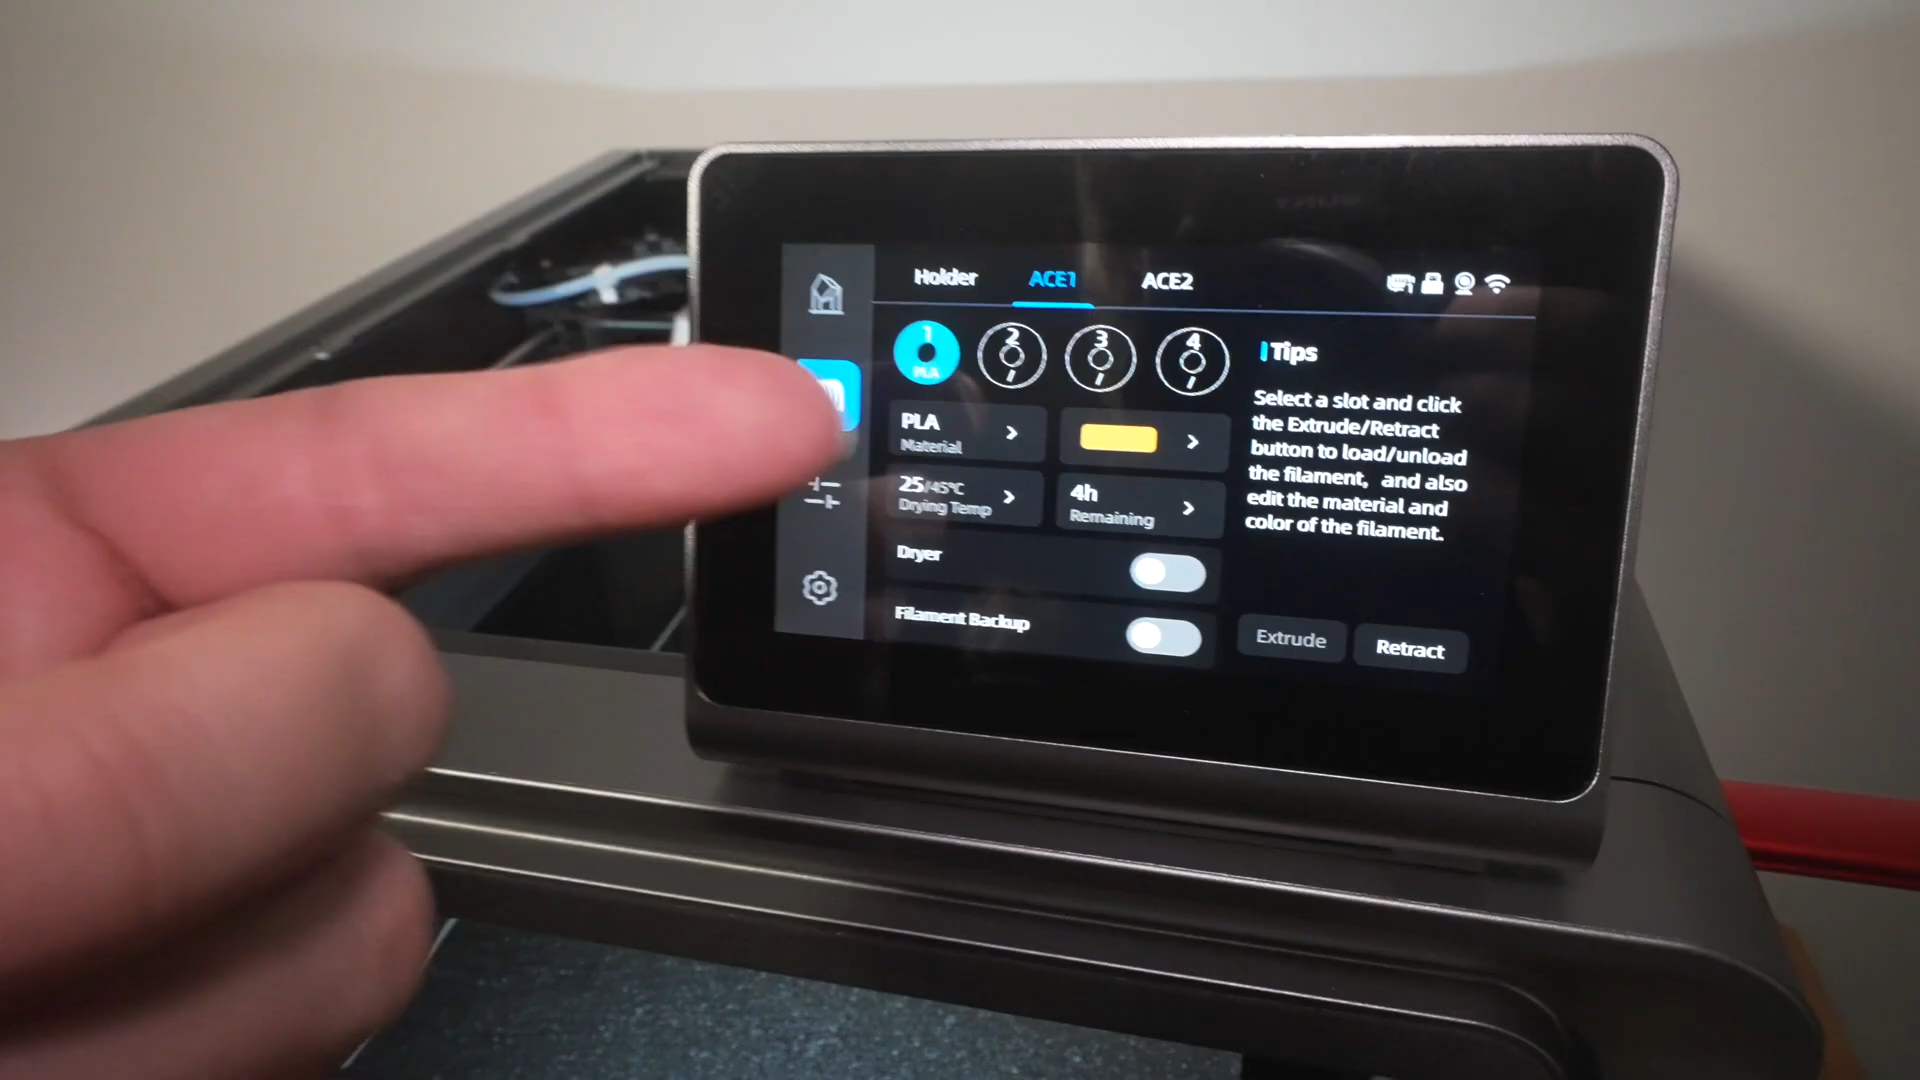 Holder ACE1 ACE2
1 2 3 4
PLA
PLA
Material
25/45°C
Drying Temp
4h
Remaining
Dryer
Filament Backup
Tips
Select a slot and click
the Extrude/Retract
button to load/unload
the filament, and also
edit the material and
color of the filament.
Extrude Retract